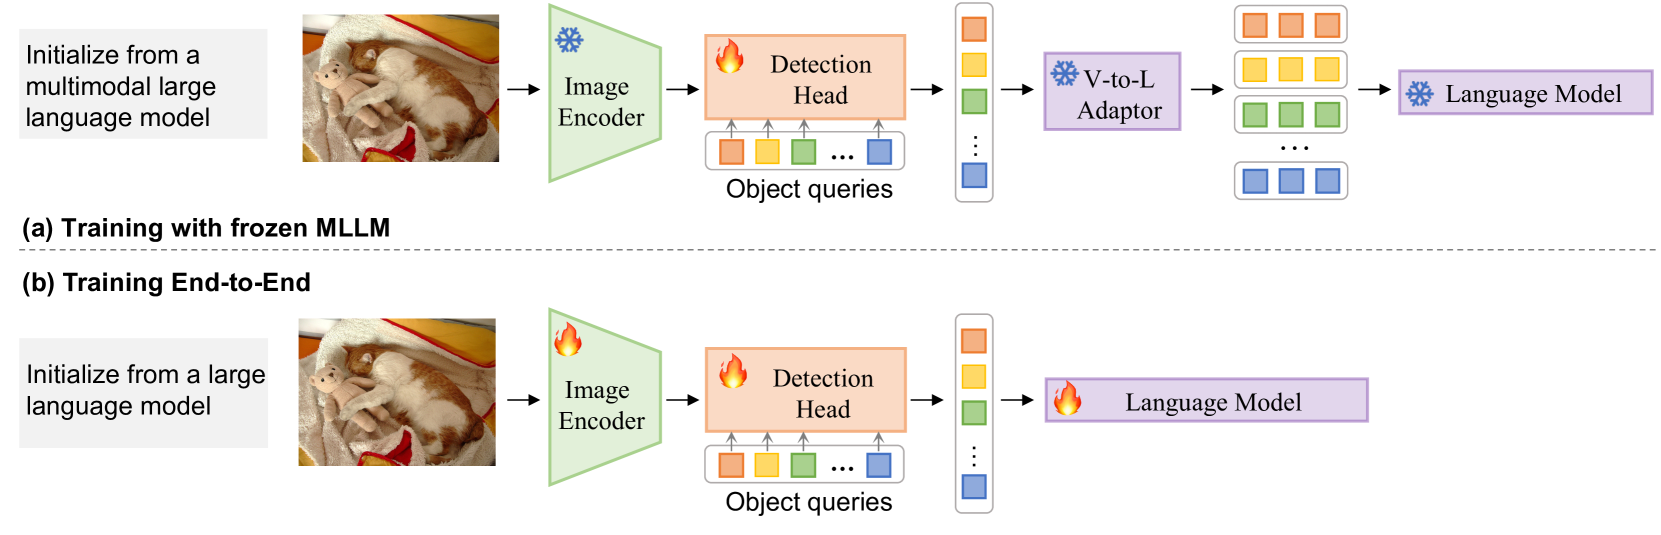 Initialize from a
multimodal large
language model
Image
Encoder
Detection
Head
...
Object queries
V-to-L
Adaptor
...
Language Model
(a) Training with frozen MLLM
(b) Training End-to-End
Initialize from a large
language model
Image
Encoder
Detection
Head
...
Object queries
Language Model